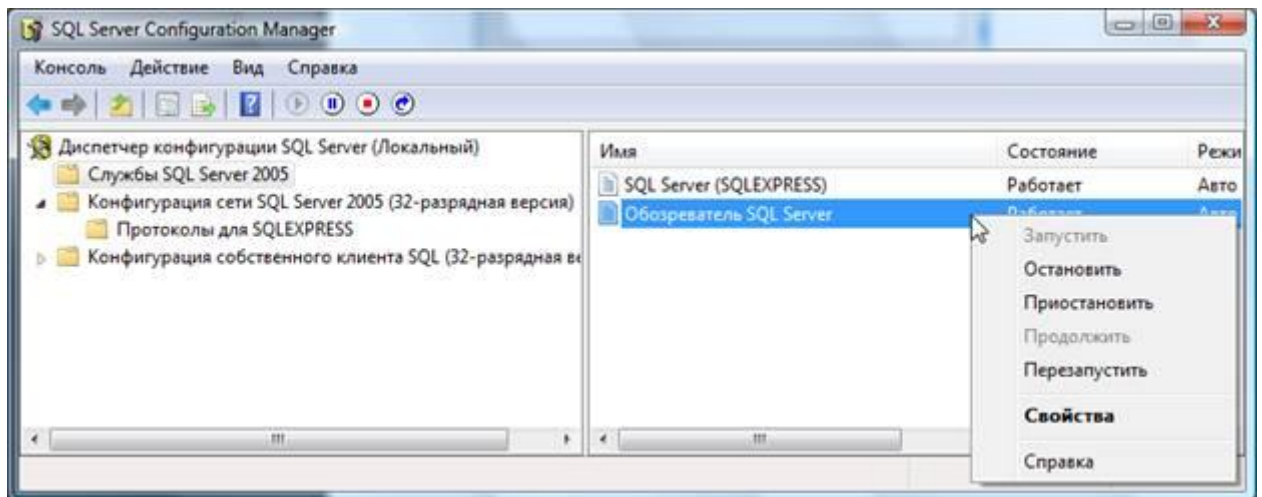 SQL Server Configuration Manager
Консоль Действие Вид Справка
Диспетчер конфигурации SQL Server (Локальный)
Службы SQL Server 2005
Конфигурация сети SQL Server 2005 (32-разрядная версия)
Протоколы для SQLEXPRESS
Конфигурация собственного клиента SQL (32-разрядная ве
Имя Состояние Режи
SQL Server (SQLEXPRESS) Работает Авто
Обозреватель SQL Server Работает Авто
Запустить
Остановить
Приостановить
Продолжить
Перезапустить
Свойства
Справка